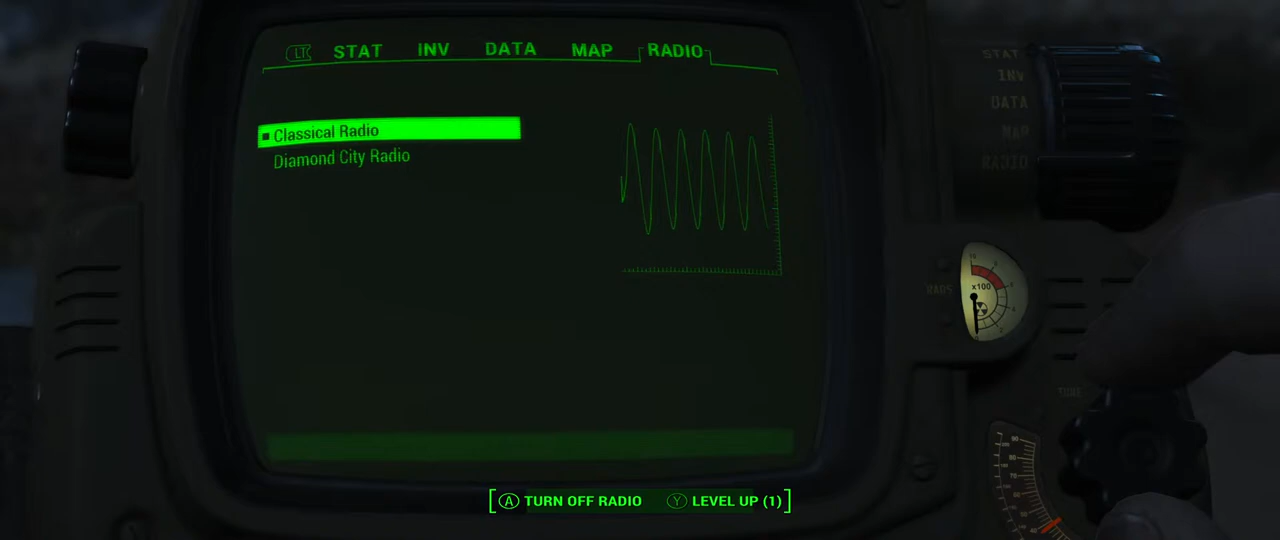 LT STAT INV DATA MAP RADIO
Classical Radio
Diamond City Radio
STAT
INV
DATA
MAP
RADIO
RADS
x100
TUNE
A TURN OFF RADIO Y LEVEL UP (1)